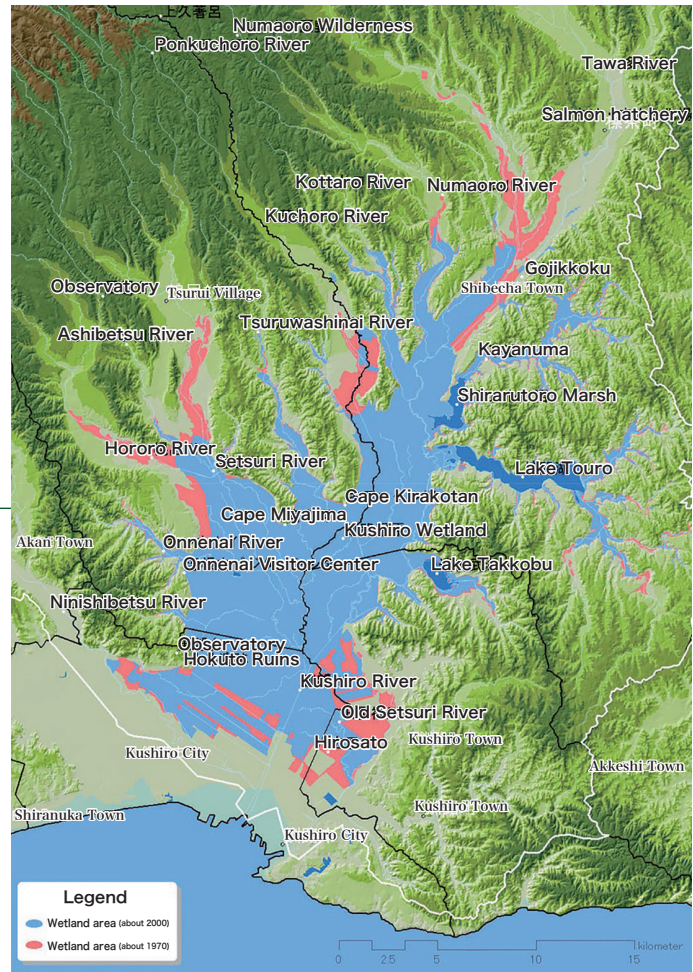 上久著呂
Numaoro Wilderness
Ponkuchoro River
Tawa River
Salmon hatchery
Kottaro River
Numaoro River
Kuchoro River
Gojikkoku
Observatory
Tsurui Village
Shibecha Town
Ashibetsu River
Tsuruwashinai River
Kayanuma
Shirarutoro Marsh
Hororo River
Setsuri River
Lake Touro
Cape Kirakotan
Cape Miyajima
Kushiro Wetland
Akan Town
Onnenai River
Onnenai Visitor Center
Lake Takkobu
Ninishibetsu River
Observatory
Hokuto Ruins
Kushiro River
Old Setsuri River
Hirosato
Kushiro Town
Kushiro City
Akkeshi Town
Shiranuka Town
Kushiro Town
Kushiro City
Legend
Wetland area (about 2000)
Wetland area (about 1970)
kilometer
0 2.5 5 10 15